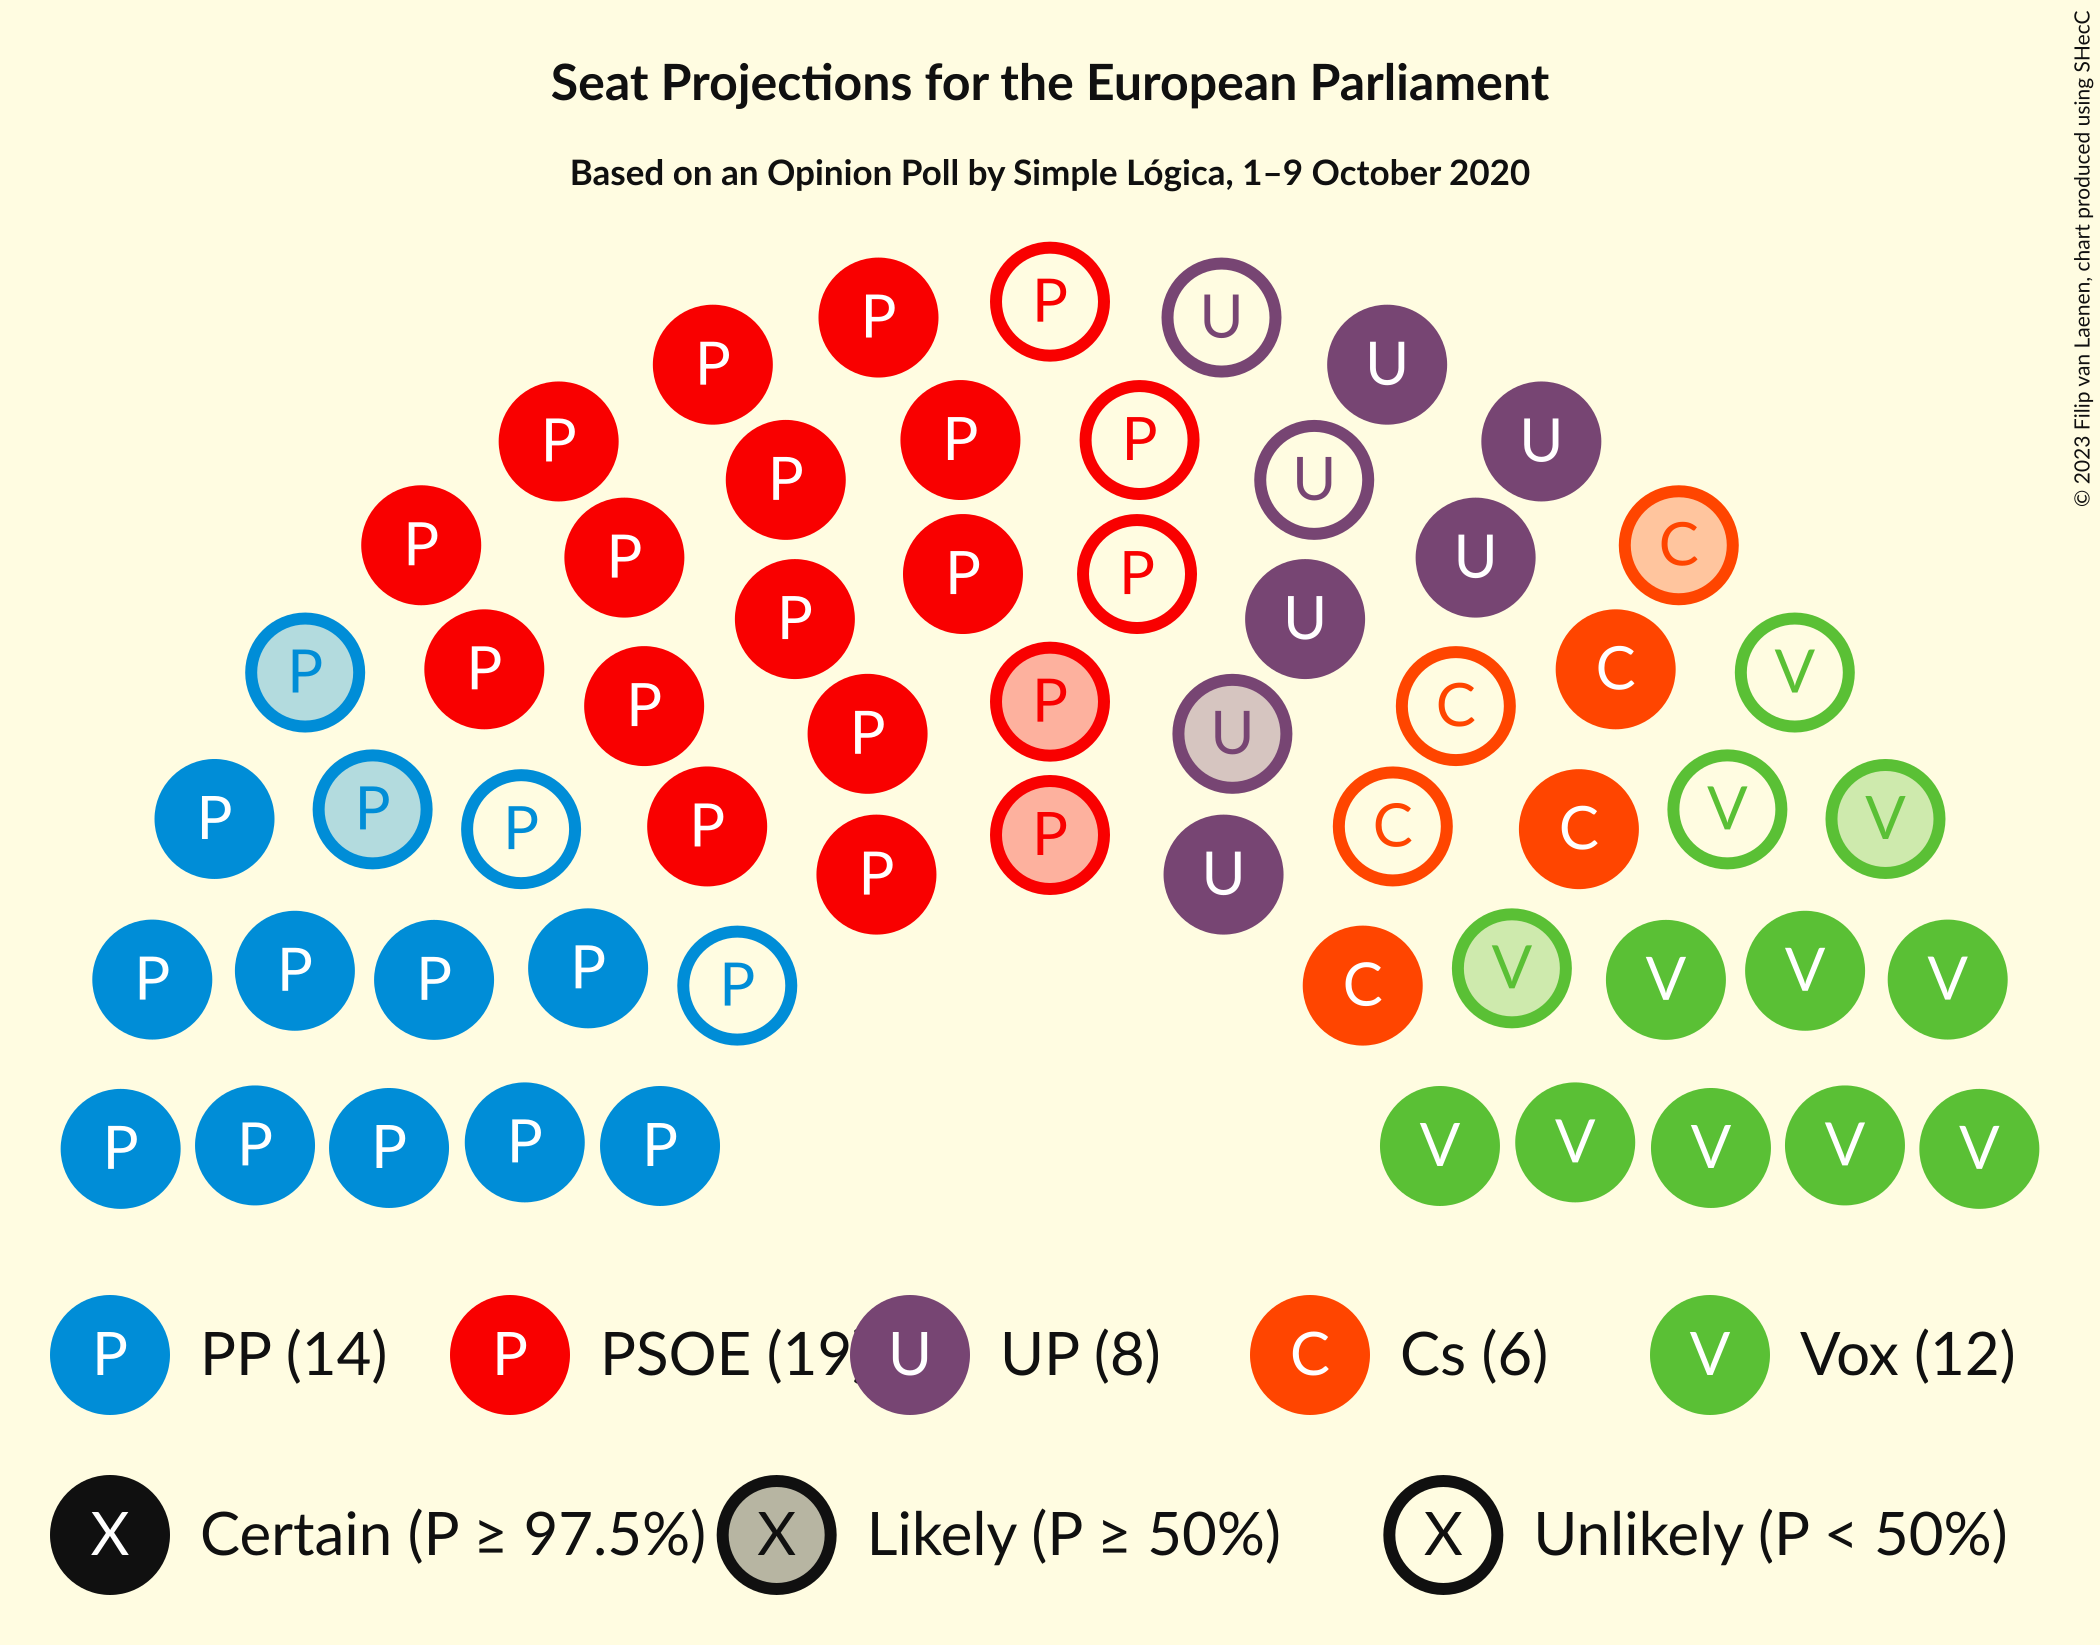 Seat Projections for the European Parliament
Based on an Opinion Poll by Simple Lógica, 1–9 October 2020
© 2023 Filip van Laenen, chart produced using SHecC
P P U
P U
P P P U
P U
P P P C
P U
P P U
P P U C
P V
P P P U C
P P V
P V
P P P C C
P P U
P P P P C V V V V
P P P P P V V V V V
P PP (14) P PSOE (19) U UP (8) C Cs (6) V Vox (12)
X Certain (P ≥ 97.5%) X Likely (P ≥ 50%) X Unlikely (P < 50%)